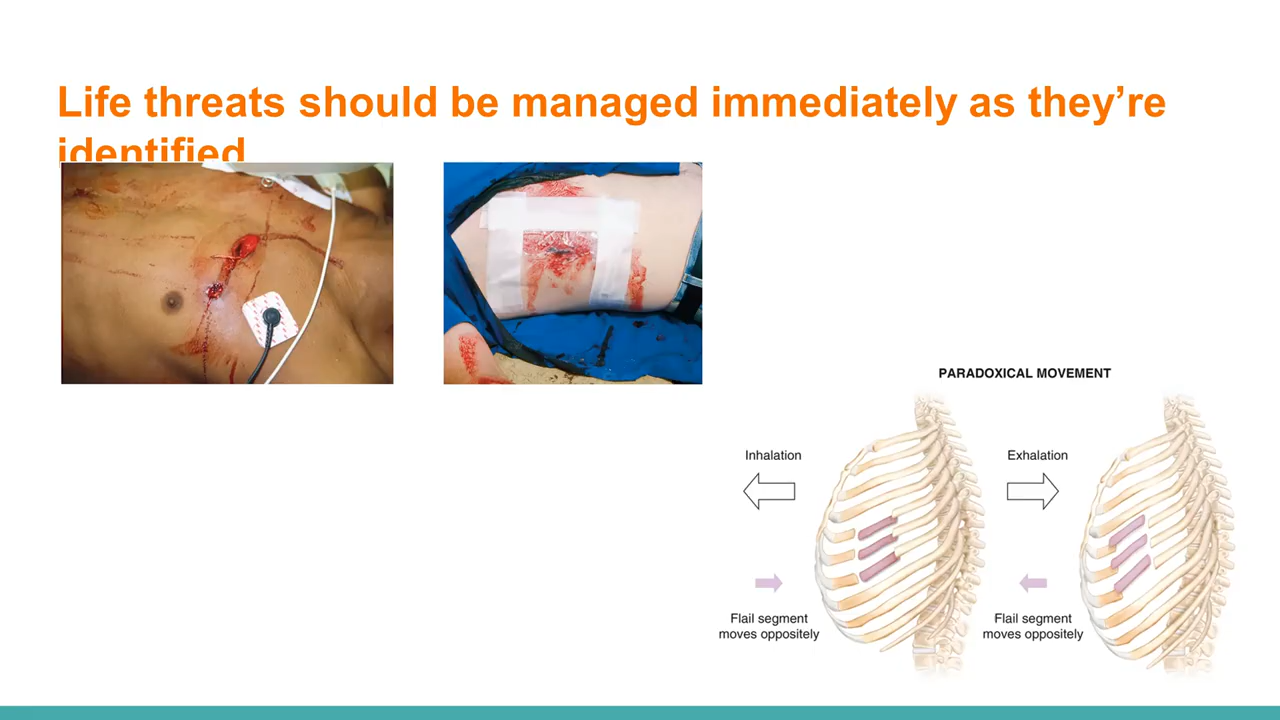 Life threats should be managed immediately as they’re
identified
PARADOXICAL MOVEMENT
Inhalation
Exhalation
Flail segment
moves oppositely
Flail segment
moves oppositely